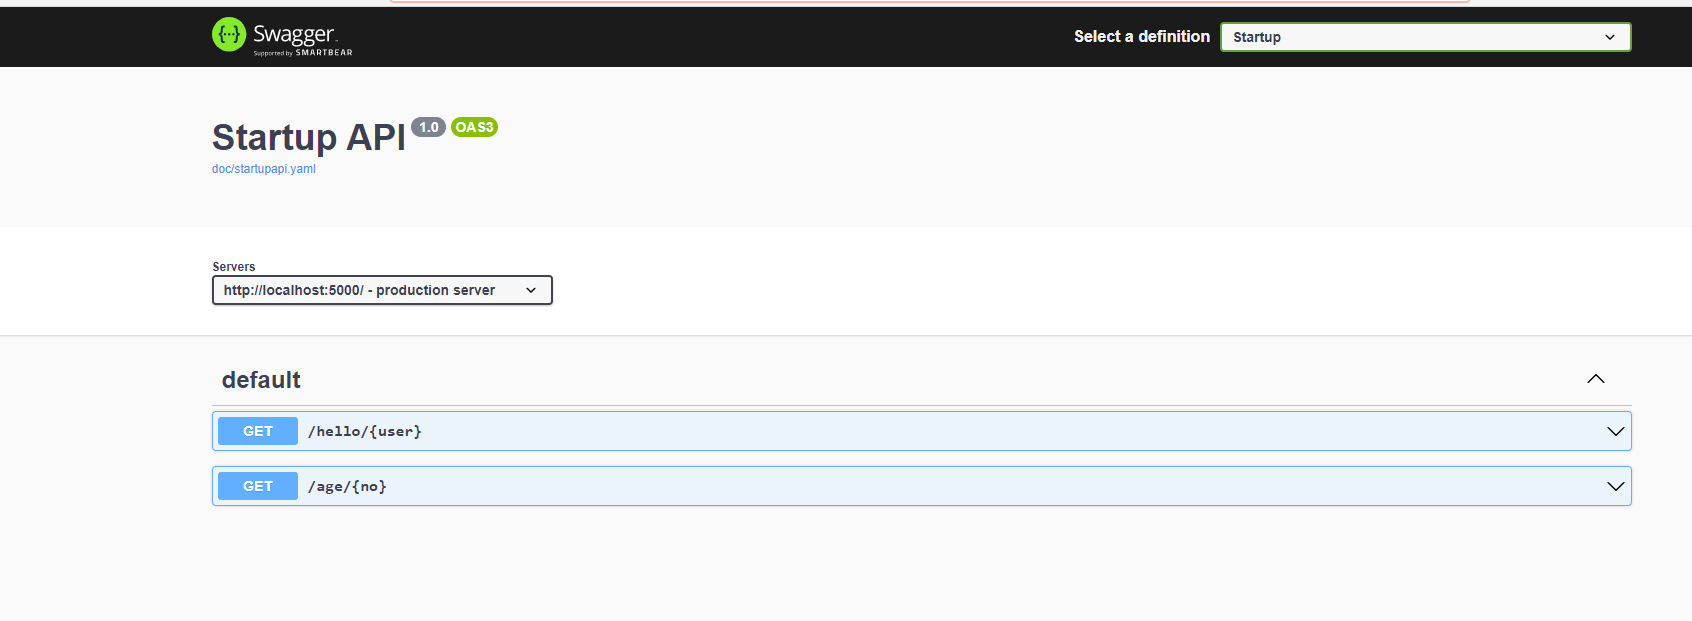 Swagger
Supported by SMARTBEAR
Select a definition
Startup
Startup API 1.0 OAS3
doc/startupapi.yaml
Servers
http://localhost:5000/ - production server
default
GET /hello/{user}
GET /age/{no}